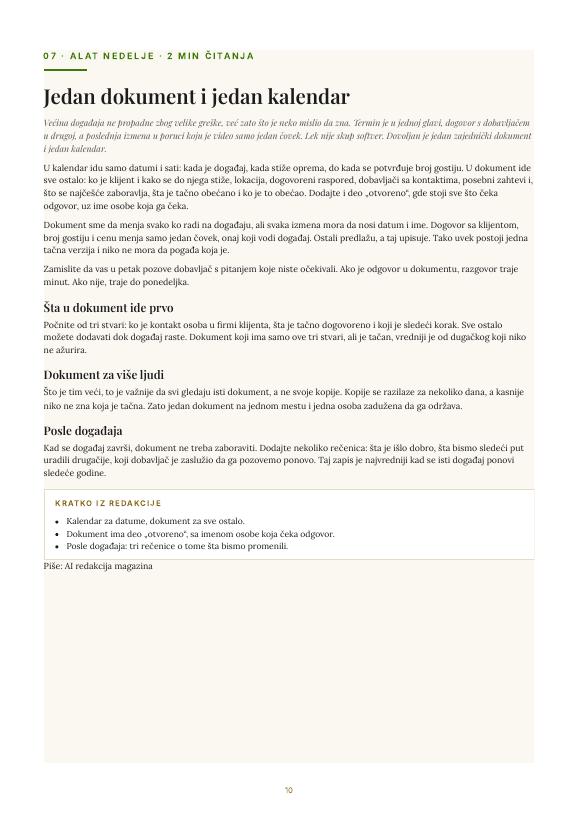 07 · ALAT NEDELJE · 2 MIN ČITANJA
Jedan dokument i jedan kalendar
Većina događaja ne propadne zbog velike greške, već zato što je neko mislio da zna. Termin je u jednoj glavi, dogovor s dobavljačem
u drugoj, a poslednja izmena u poruci koju je video samo jedan čovek. Lek nije skup softver. Dovoljan je jedan zajednički dokument
i jedan kalendar.
U kalendar idu samo datumi i sati: kada je događaj, kada stiže oprema, do kada se potvrđuje broj gostiju. U dokument ide
sve ostalo: ko je klijent i kako se do njega stiže, lokacija, dogovoreni raspored, dobavljači sa kontaktima, posebni zahtevi i,
što se najčešće zaboravlja, šta je tačno obećano i ko je to obećao. Dodajte i deo „otvoreno“, gde stoji sve što čeka
odgovor, uz ime osobe koja ga čeka.
Dokument sme da menja svako ko radi na događaju, ali svaka izmena mora da nosi datum i ime. Dogovor sa klijentom,
broj gostiju i cenu menja samo jedan čovek, onaj koji vodi događaj. Ostali predlažu, a taj upisuje. Tako uvek postoji jedna
tačna verzija i niko ne mora da pogađa koja je.
Zamislite da vas u petak pozove dobavljač s pitanjem koje niste očekivali. Ako je odgovor u dokumentu, razgovor traje
minut. Ako nije, traje do ponedeljka.
Šta u dokument ide prvo
Počnite od tri stvari: ko je kontakt osoba u firmi klijenta, šta je tačno dogovoreno i koji je sledeći korak. Sve ostalo
možete dodavati dok događaj raste. Dokument koji ima samo ove tri stvari, ali je tačan, vredniji je od dugačkog koji niko
ne ažurira.
Dokument za više ljudi
Što je tim veći, to je važnije da svi gledaju isti dokument, a ne svoje kopije. Kopije se razilaze za nekoliko dana, a kasnije
niko ne zna koja je tačna. Zato jedan dokument na jednom mestu i jedna osoba zadužena da ga održava.
Posle događaja
Kad se događaj završi, dokument ne treba zaboraviti. Dodajte nekoliko rečenica: šta je išlo dobro, šta bismo sledeći put
uradili drugačije, koji dobavljač je zaslužio da ga pozovemo ponovo. Taj zapis je najvredniji kad se isti događaj ponovi
sledeće godine.
KRATKO IZ REDAKCIJE
• Kalendar za datume, dokument za sve ostalo.
• Dokument ima deo „otvoreno“, sa imenom osobe koja čeka odgovor.
• Posle događaja: tri rečenice o tome šta bismo promenili.
Piše: AI redakcija magazina
10